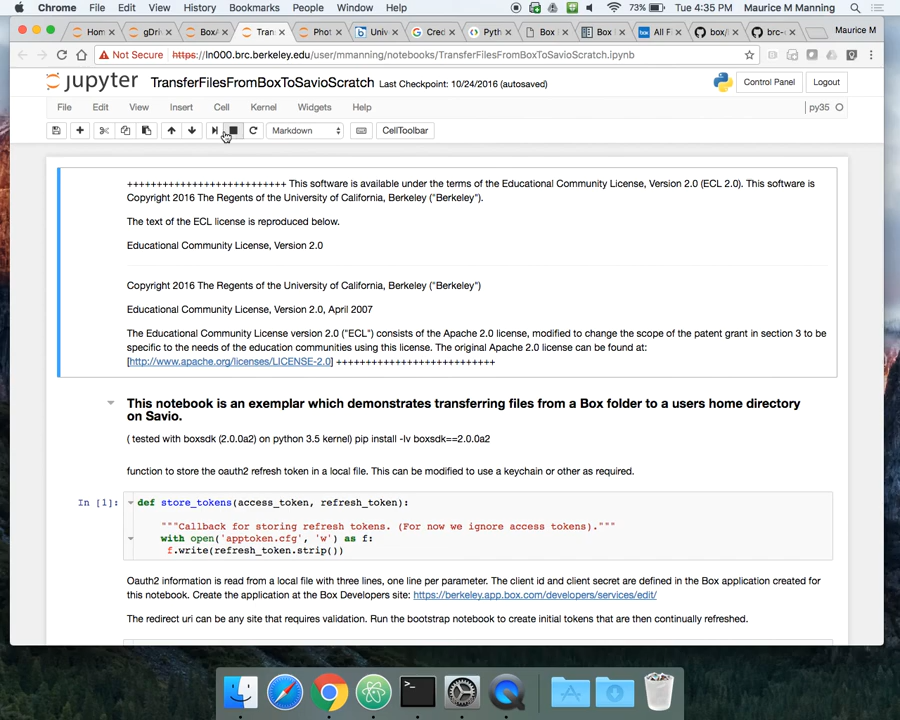 Chrome File Edit View History Bookmarks People Window Help 73% Tue 4:35 PM Maurice M Manning
Hom gDriv BoxA Tran Phot Univ Cred Pyth Box Box All F box/ brc- Maurice M
Not Secure https://ln000.brc.berkeley.edu/user/mmanning/notebooks/TransferFilesFromBoxToSavioScratch.ipynb
jupyter TransferFilesFromBoxToSavioScratch Last Checkpoint: 10/24/2016 (autosaved) Control Panel Logout
File Edit View Insert Cell Kernel Widgets Help py35
Markdown CellToolbar
+++++++++++++++++++++++++++ This software is available under the terms of the Educational Community License, Version 2.0 (ECL 2.0). This software is
Copyright 2016 The Regents of the University of California, Berkeley ("Berkeley").
The text of the ECL license is reproduced below.
Educational Community License, Version 2.0
Copyright 2016 The Regents of the University of California, Berkeley ("Berkeley")
Educational Community License, Version 2.0, April 2007
The Educational Community License version 2.0 ("ECL") consists of the Apache 2.0 license, modified to change the scope of the patent grant in section 3 to be
specific to the needs of the education communities using this license. The original Apache 2.0 license can be found at:
[http://www.apache.org/licenses/LICENSE-2.0] +++++++++++++++++++++++++++
This notebook is an exemplar which demonstrates transferring files from a Box folder to a users home directory
on Savio.
( tested with boxsdk (2.0.0a2) on python 3.5 kernel) pip install -Iv boxsdk==2.0.0a2
function to store the oauth2 refresh token in a local file. This can be modified to use a keychain or other as required.
In [1]: def store_tokens(access_token, refresh_token):
"""Callback for storing refresh tokens. (For now we ignore access tokens)."""
with open('apptoken.cfg', 'w') as f:
f.write(refresh_token.strip())
Oauth2 information is read from a local file with three lines, one line per parameter. The client id and client secret are defined in the Box application created for
this notebook. Create the application at the Box Developers site: https://berkeley.app.box.com/developers/services/edit/
The redirect uri can be any site that requires validation. Run the bootstrap notebook to create initial tokens that are then continually refreshed.